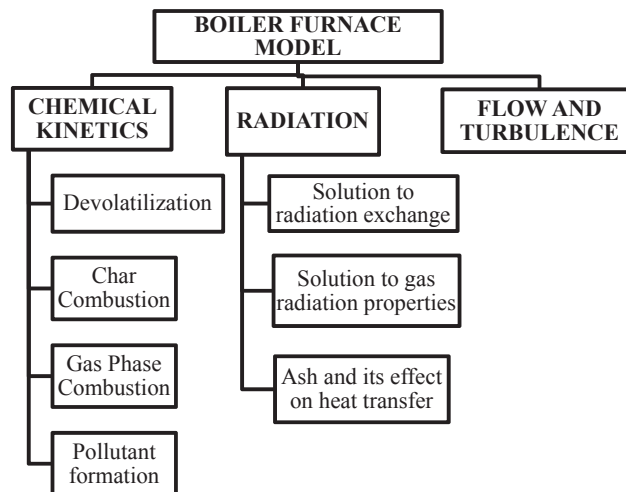 BOILER FURNACE
MODEL
CHEMICAL
KINETICS
Devolatilization
Char
Combustion
Gas Phase
Combustion
Pollutant
formation
RADIATION
Solution to
radiation exchange
Solution to gas
radiation properties
Ash and its effect
on heat transfer
FLOW AND
TURBULENCE